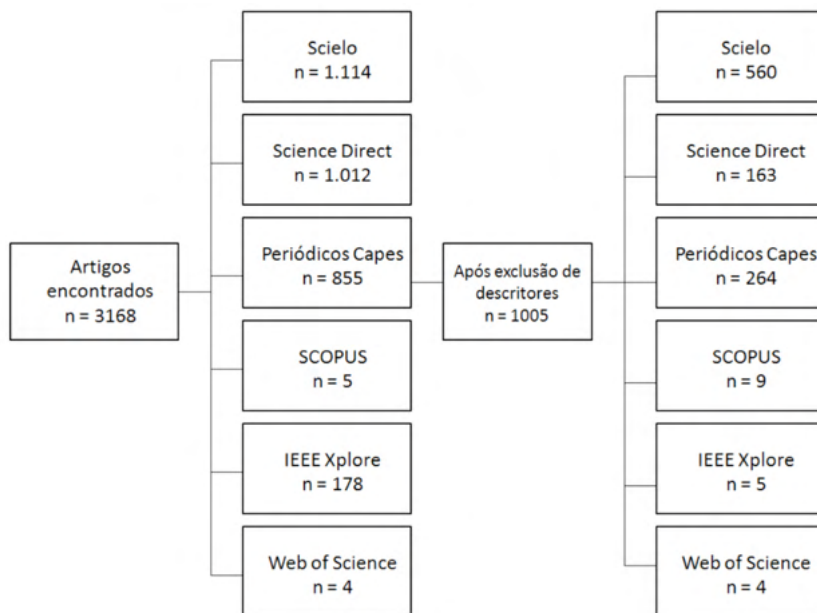 Artigos
encontrados
n = 3168
Scielo
n = 1.114
Science Direct
n = 1.012
Periódicos Capes
n = 855
SCOPUS
n = 5
IEEE Xplore
n = 178
Web of Science
n = 4
Após exclusão de
descritores
n = 1005
Scielo
n = 560
Science Direct
n = 163
Periódicos Capes
n = 264
SCOPUS
n = 9
IEEE Xplore
n = 5
Web of Science
n = 4